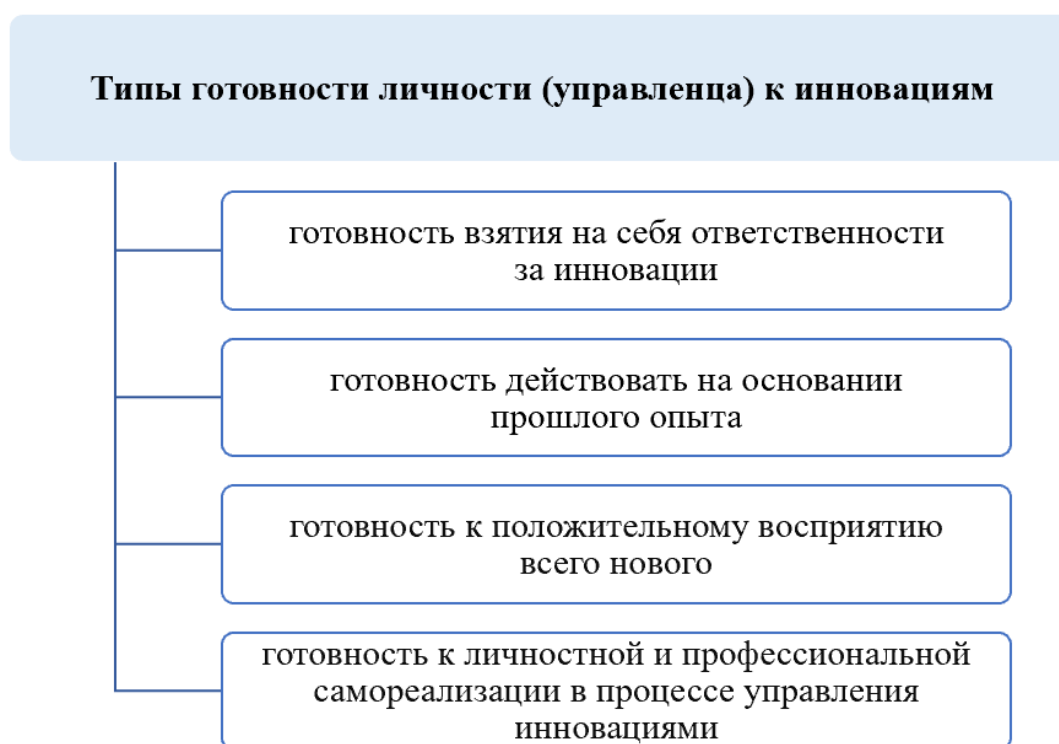 Типы готовности личности (управленца) к инновациям
готовность взятия на себя ответственности
за инновации
готовность действовать на основании
прошлого опыта
готовность к положительному восприятию
всего нового
готовность к личностной и профессиональной
самореализации в процессе управления
инновациями